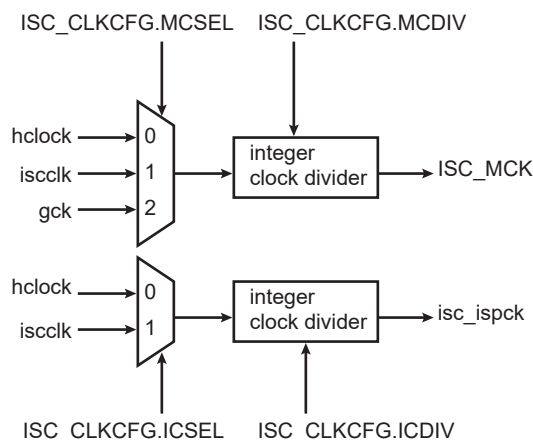 ISC_CLKCFG.MCSEL ISC_CLKCFG.MCDIV
hclock 0
iscclk 1
gck 2
integer
clock divider
ISC_MCK
hclock 0
iscclk 1
integer
clock divider
isc_ispck
ISC_CLKCFG.ICSEL ISC_CLKCFG.ICDIV